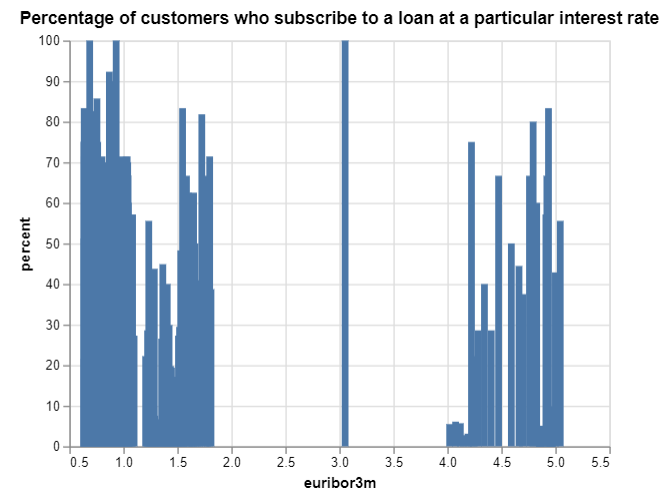 Percentage of customers who subscribe to a loan at a particular interest rate
100
90
80
70
60
50
40
30
20
10
0
percent
0.5 1.0 1.5 2.0 2.5 3.0 3.5 4.0 4.5 5.0 5.5
euribor3m